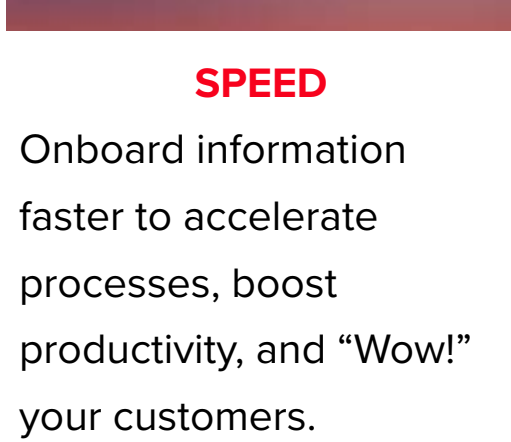 SPEED
Onboard information
faster to accelerate
processes, boost
productivity, and “Wow!”
your customers.